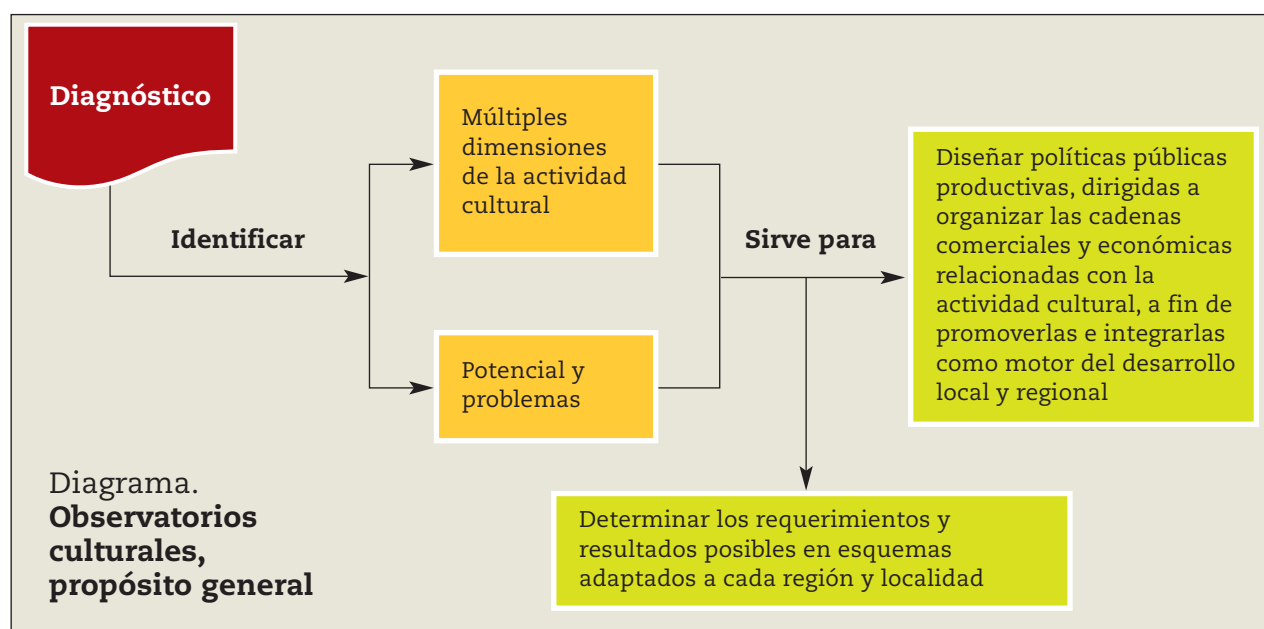 Diagnóstico
Identificar
Múltiples
dimensiones
de la actividad
cultural
Potencial y
problemas
Sirve para
Diseñar políticas públicas
productivas, dirigidas a
organizar las cadenas
comerciales y económicas
relacionadas con la
actividad cultural, a fin de
promoverlas e integrarlas
como motor del desarrollo
local y regional
Determinar los requerimientos y
resultados posibles en esquemas
adaptados a cada región y localidad
Diagrama.
Observatorios
culturales,
propósito general